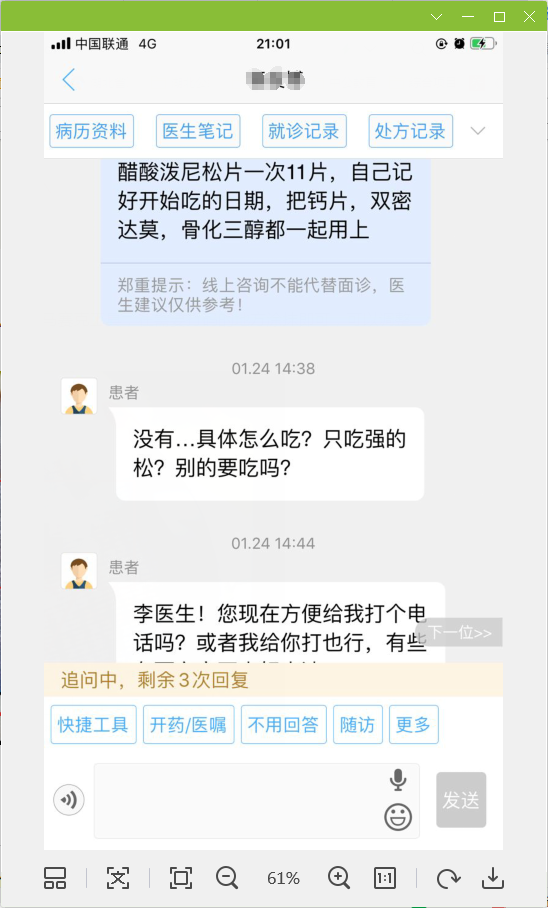 中国联通 4G 21:01
病历资料 医生笔记 就诊记录 处方记录
醋酸泼尼松片一次11片，自己记
好开始吃的日期，把钙片，双密
达莫，骨化三醇都一起用上
郑重提示：线上咨询不能代替面诊，医
生建议仅供参考！
01.24 14:38
患者
没有...具体怎么吃？只吃强的
松？别的要吃吗？
01.24 14:44
患者
李医生！您现在方便给我打个电
话吗？或者我给你打也行，有些
下一位>>
追问中，剩余3次回复
快捷工具 开药/医嘱 不用回答 随访 更多
发送
61% 1:1